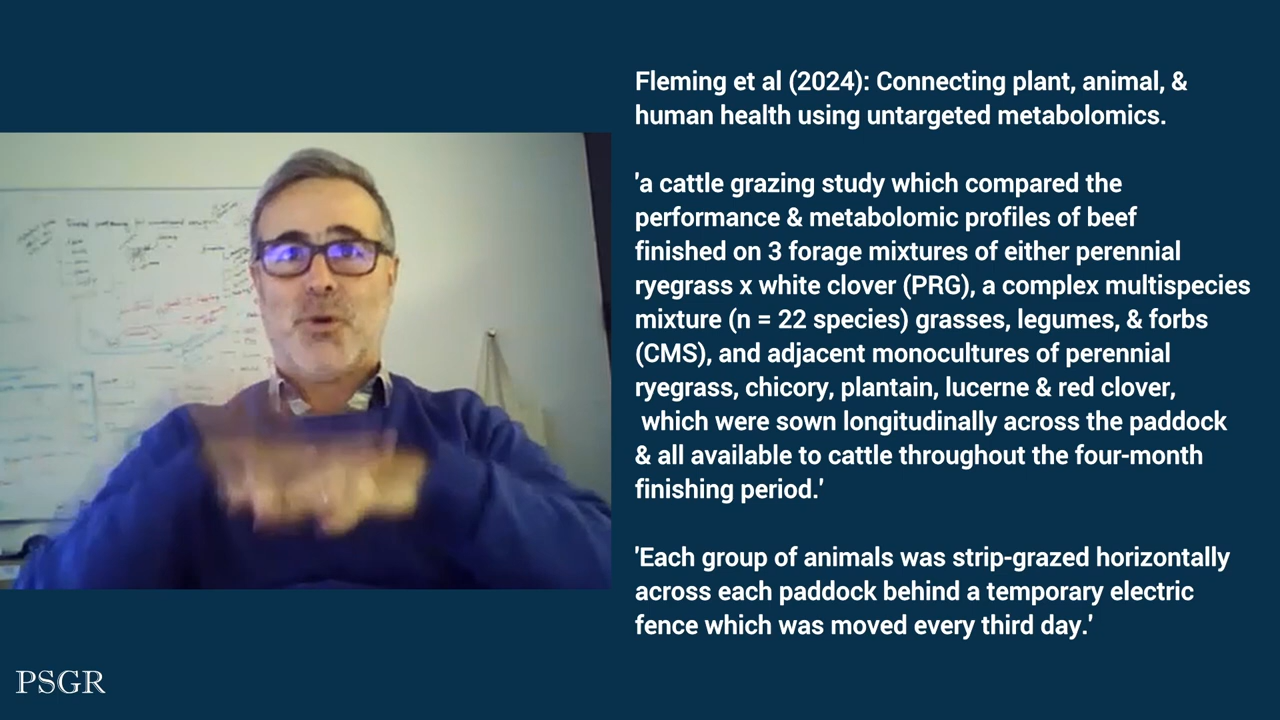 Fleming et al (2024): Connecting plant, animal, &
human health using untargeted metabolomics.
'a cattle grazing study which compared the
performance & metabolomic profiles of beef
finished on 3 forage mixtures of either perennial
ryegrass x white clover (PRG), a complex multispecies
mixture (n = 22 species) grasses, legumes, & forbs
(CMS), and adjacent monocultures of perennial
ryegrass, chicory, plantain, lucerne & red clover,
which were sown longitudinally across the paddock
& all available to cattle throughout the four-month
finishing period.'
'Each group of animals was strip-grazed horizontally
across each paddock behind a temporary electric
fence which was moved every third day.'
PSGR